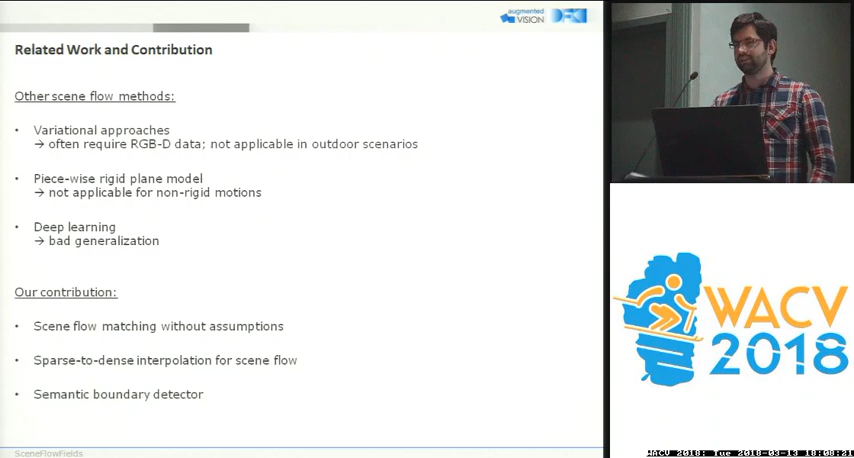 augmented
VISION
DFKI
Related Work and Contribution
Other scene flow methods:
• Variational approaches
→ often require RGB-D data; not applicable in outdoor scenarios
• Piece-wise rigid plane model
→ not applicable for non-rigid motions
• Deep learning
→ bad generalization
Our contribution:
• Scene flow matching without assumptions
• Sparse-to-dense interpolation for scene flow
• Semantic boundary detector
SceneFlowFields
WACV
2018
WACV 2018: Tue 2018-03-13 18:08:21